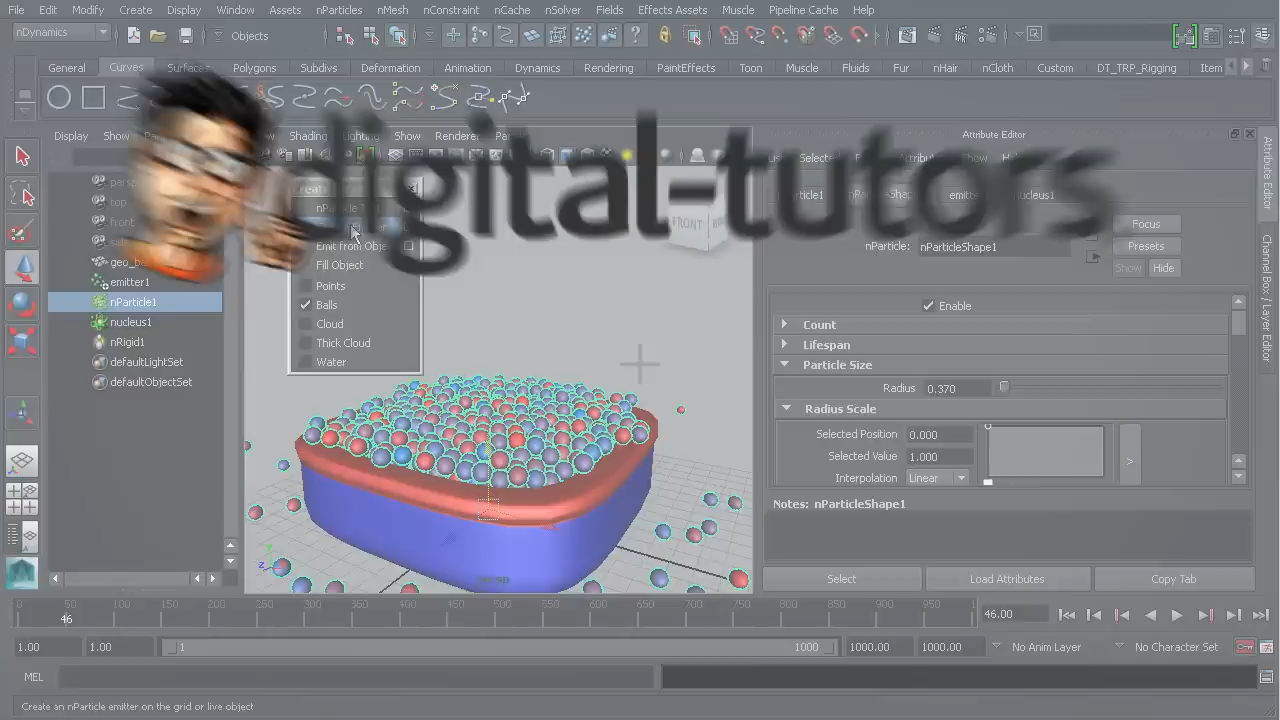 File Edit Modify Create Display Window Assets nParticles nMesh nConstraint nCache nSolver Fields Effects Assets Muscle Pipeline Cache Help
nDynamics Objects
General Curves Surfaces Polygons Subdivs Deformation Animation Dynamics Rendering PaintEffects Toon Muscle Fluids Fur nHair nCloth Custom DT_TRP_Rigging Item
digital-tutors
Display Show
Shading Lighting Show Renderer
Attribute Editor
Selected Show
nucleus1
nParticle: nParticleShape1
Focus
Presets
Show Hide
emitter1
nParticle1
nucleus1
nRigid1
defaultLightSet
defaultObjectSet
Fill Object
Points
Balls
Cloud
Thick Cloud
Water
FRONT
Enable
Count
Lifespan
Particle Size
Radius 0.370
Radius Scale
Selected Position 0.000
Selected Value 1.000
Interpolation Linear
>
Notes: nParticleShape1
Select Load Attributes Copy Tab
Attribute Editor
Channel Box / Layer Editor
persp
0 50 100 150 200 250 300 350 400 450 500 550 600 650 700 750 800 850 900 950
46
46.00
1.00 1.00 1 1000 1000.00 1000.00 No Anim Layer No Character Set
MEL
Create an nParticle emitter on the grid or live object